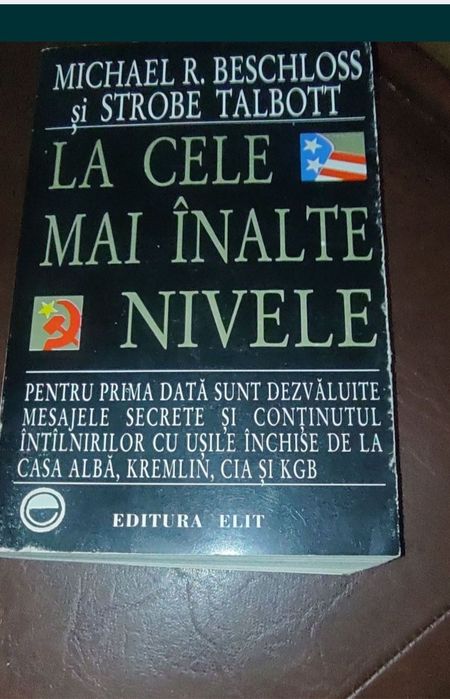 MICHAEL R. BESCHLOSS
și STROBE TALBOTT
LA CELE
MAI ÎNALTE
NIVELE
PENTRU PRIMA DATĂ SUNT DEZVĂLUITE
MESAJELE SECRETE ȘI CONȚINUTUL
ÎNTÎLNIRILOR CU UȘILE ÎNCHISE DE LA
CASA ALBĂ, KREMLIN, CIA ȘI KGB
EDITURA ELIT